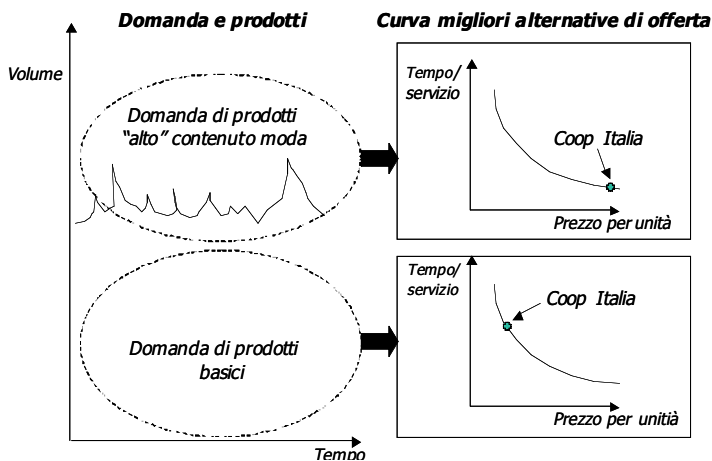 Domanda e prodotti
Curva migliori alternative di offerta
Volume
Domanda di prodotti
“alto” contenuto moda
Tempo/
servizio
Coop Italia
Prezzo per unità
Domanda di prodotti
basici
Tempo/
servizio
Coop Italia
Prezzo per unitià
Tempo